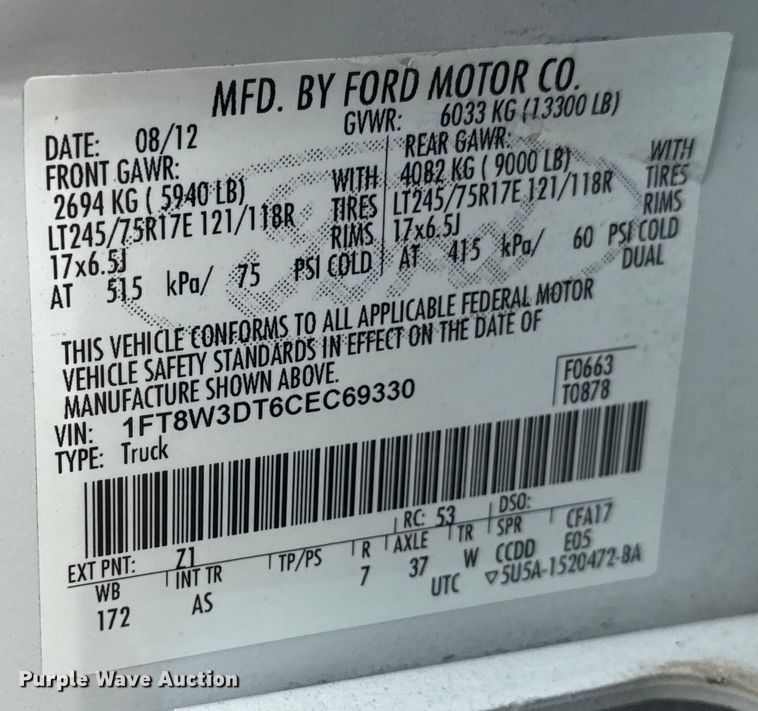 MFD. BY FORD MOTOR CO.
DATE: 08/12 GVWR: 6033 KG (13300 LB)
FRONT GAWR: REAR GAWR:
2694 KG ( 5940 LB) WITH 4082 KG ( 9000 LB) WITH
LT245/75R17E 121/118R TIRES LT245/75R17E 121/118R TIRES
17x6.5J RIMS 17x6.5J RIMS
AT 515 kPa/ 75 PSI COLD AT 415 kPa/ 60 PSI COLD
DUAL
THIS VEHICLE CONFORMS TO ALL APPLICABLE FEDERAL MOTOR
VEHICLE SAFETY STANDARDS IN EFFECT ON THE DATE OF
MANUFACTURE SHOWN ABOVE.
VIN: 1FT8W3DT6CEC69330 F0663
TYPE: Truck T0878
EXT PNT: Z1 RC: 53 DSO:
WB INT TR TP/PS R AXLE TR SPR CFA17
172 AS 7 37 W CCDD E05
UTC ▽5U5A-1520472-BA
Purple Wave Auction